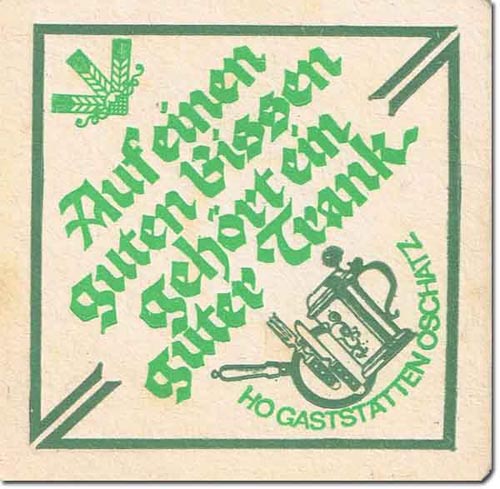 Auf einen
guten Bissen
gehört ein
guter Trank
HO GASTSTÄTTEN OSCHATZ